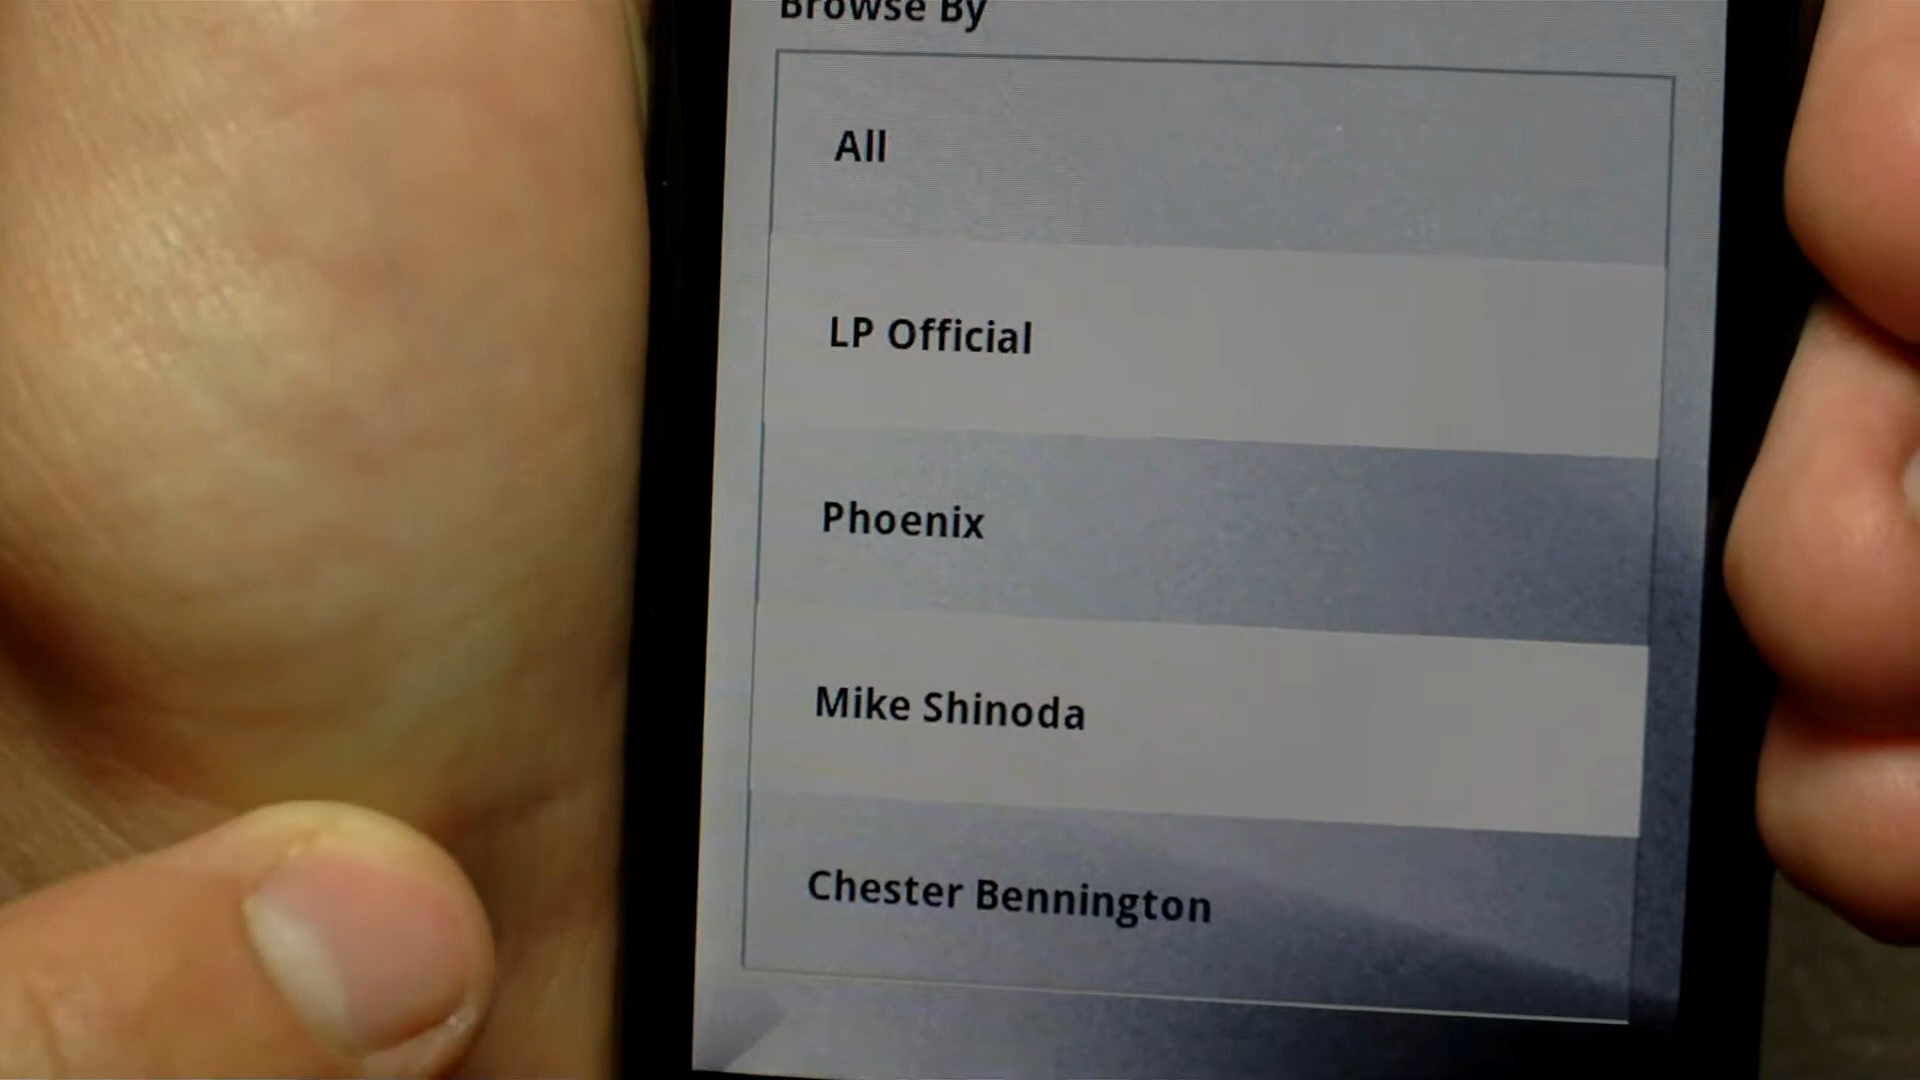 Browse By
All
LP Official
Phoenix
Mike Shinoda
Chester Bennington